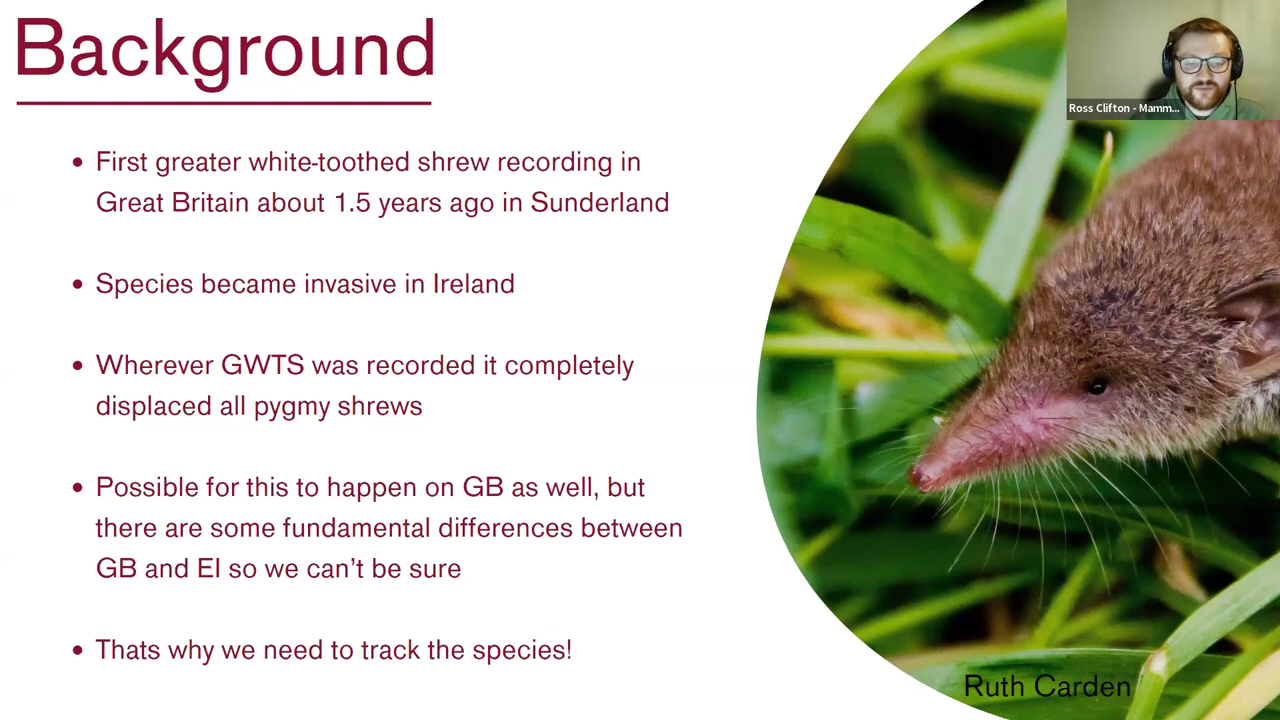 Background
Ross Clifton - Mamm...
• First greater white-toothed shrew recording in
Great Britain about 1.5 years ago in Sunderland
• Species became invasive in Ireland
• Wherever GWTS was recorded it completely
displaced all pygmy shrews
• Possible for this to happen on GB as well, but
there are some fundamental differences between
GB and EI so we can't be sure
• Thats why we need to track the species!
Ruth Carden